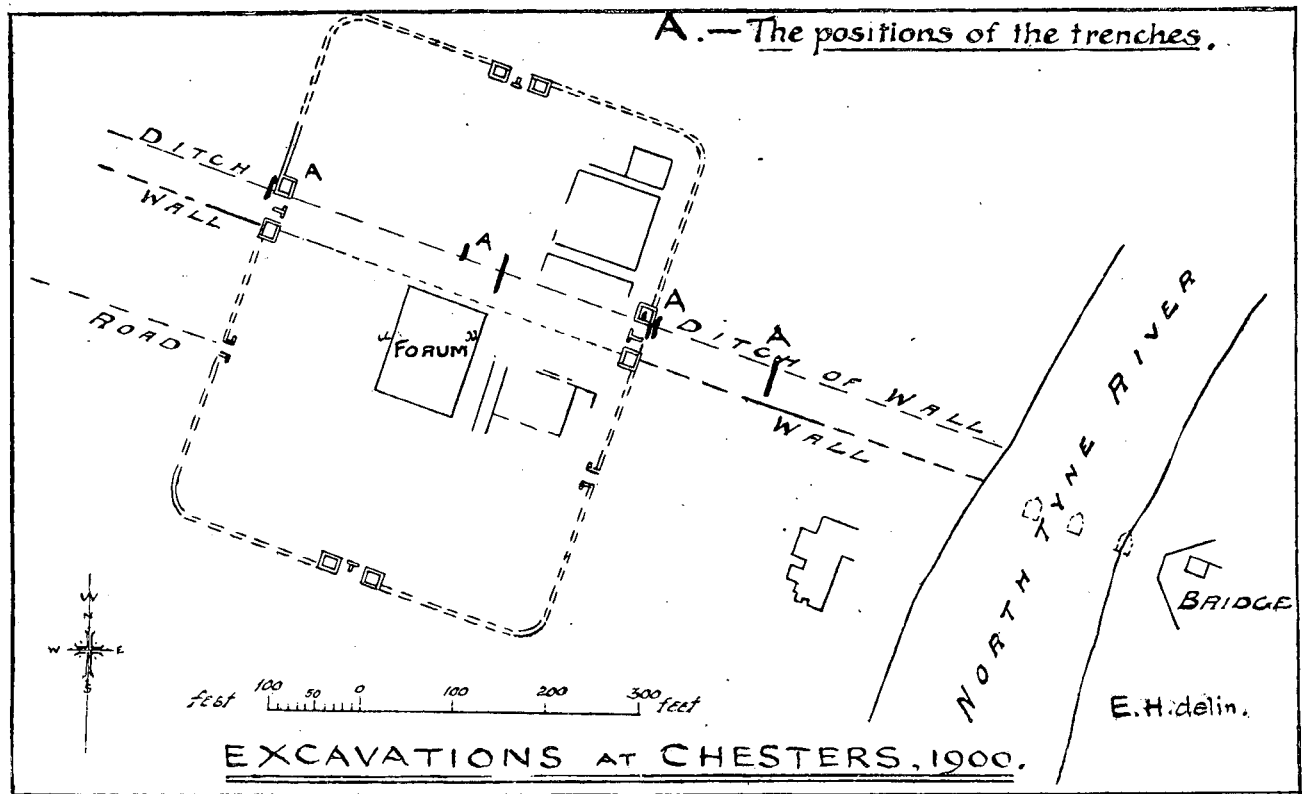 A.— The positions of the trenches.
DITCH
A
WALL
A
ROAD
"FORUM"
A
DITCH OF WALL
A
WALL
NORTH TYNE RIVER
BRIDGE
N
W E
S
feet 100 50 0 100 200 300 feet
E.H. delin.
EXCAVATIONS AT CHESTERS, 1900.